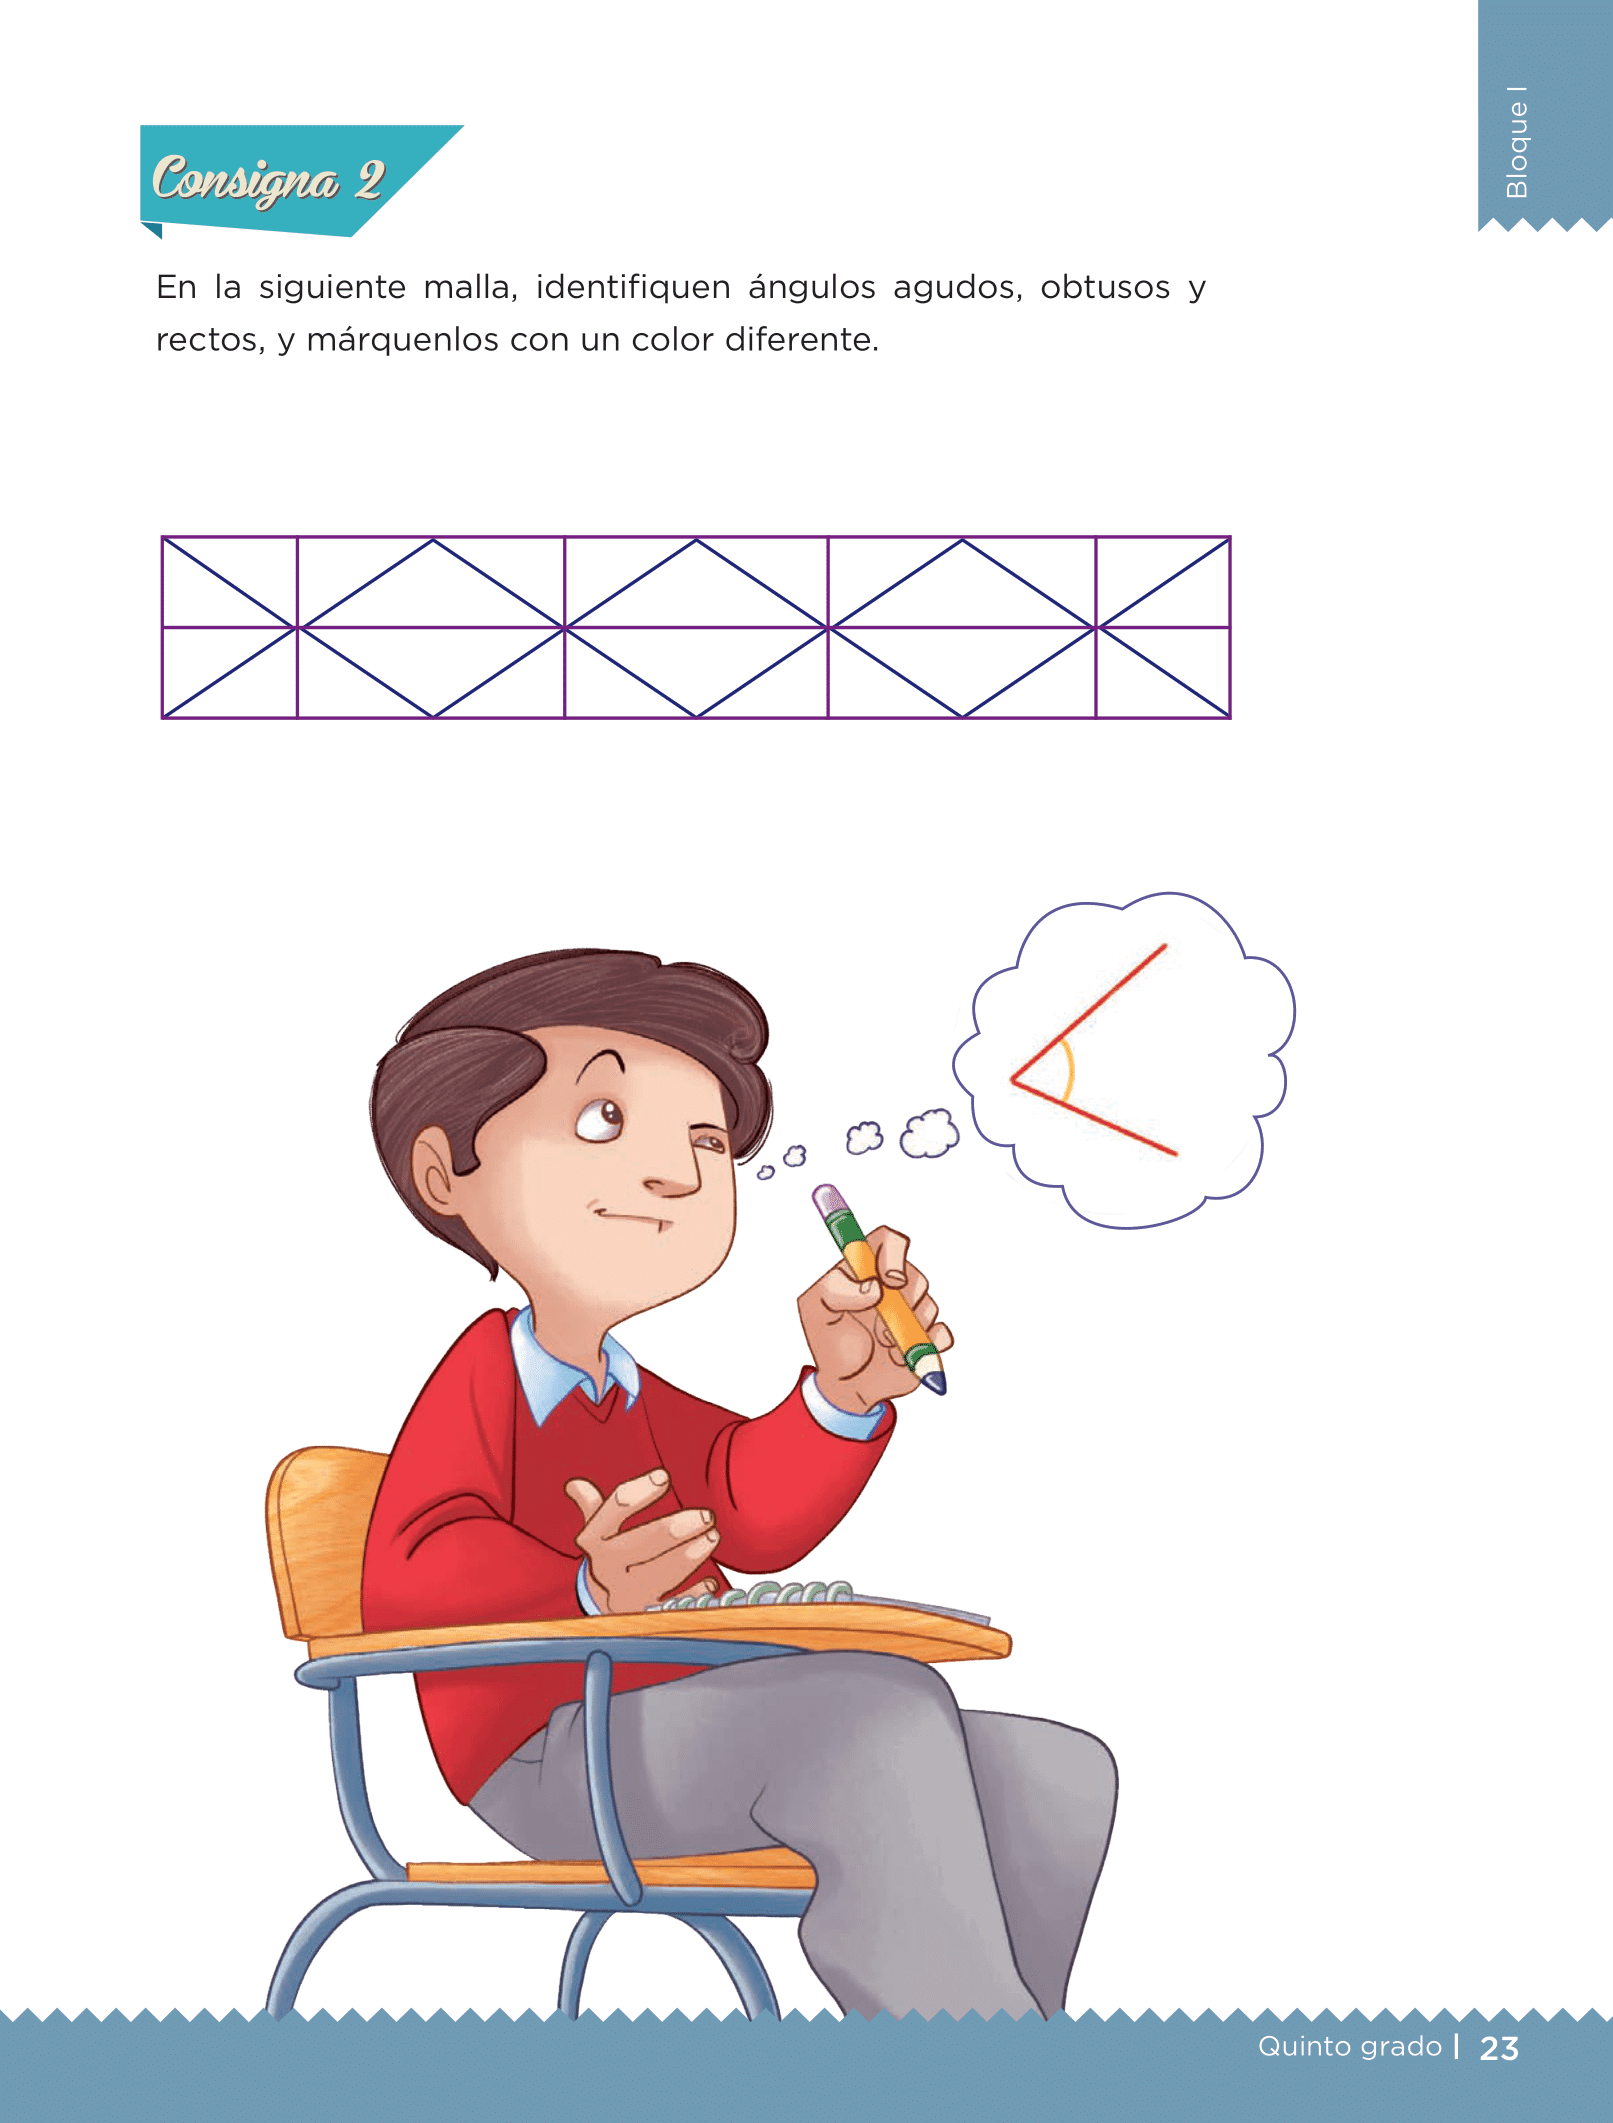 Bloque I
Consigna 2
En la siguiente malla, identifiquen ángulos agudos, obtusos y
rectos, y márquenlos con un color diferente.
Quinto grado | 23